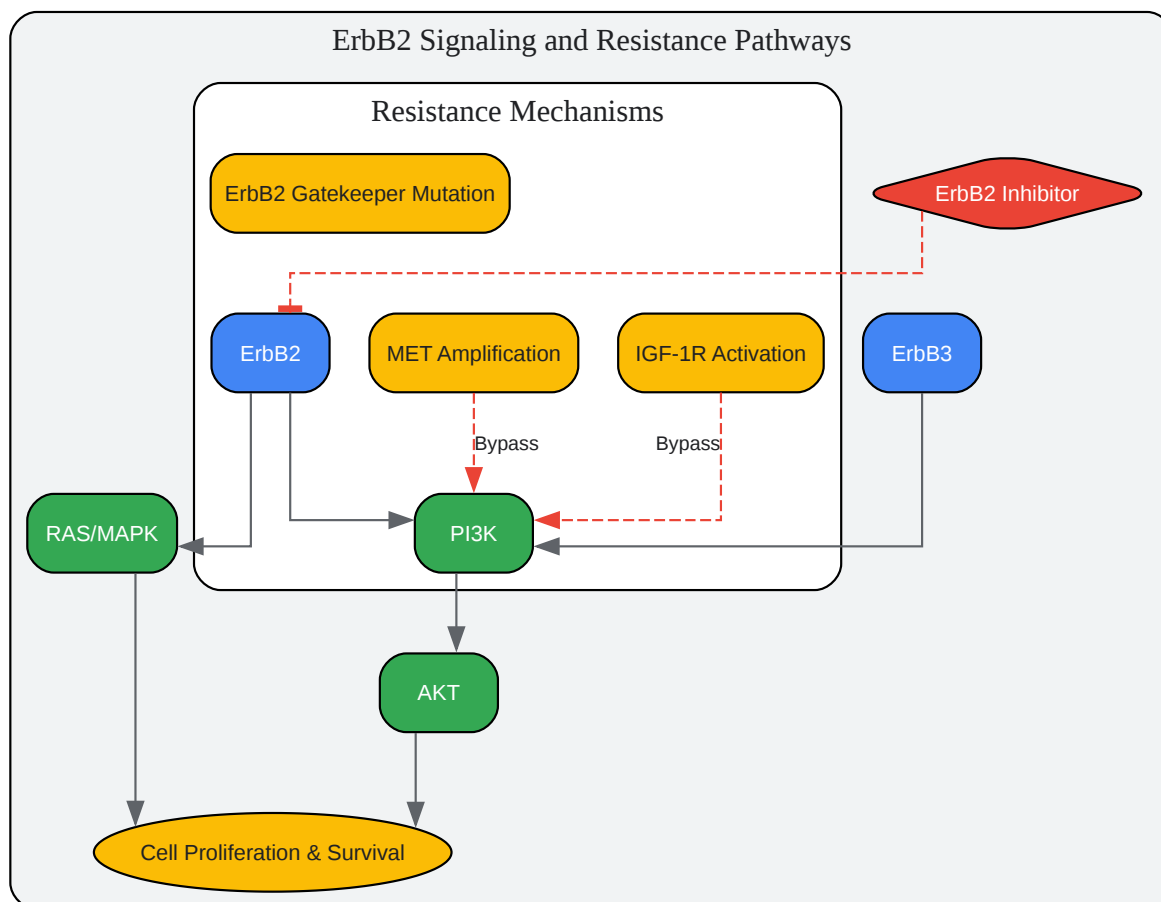 ErbB2 Signaling and Resistance Pathways
Resistance Mechanisms
ErbB2 Gatekeeper Mutation
ErbB2 Inhibitor
ErbB2
MET Amplification
IGF-1R Activation
ErbB3
Bypass
Bypass
RAS/MAPK
PI3K
AKT
Cell Proliferation & Survival